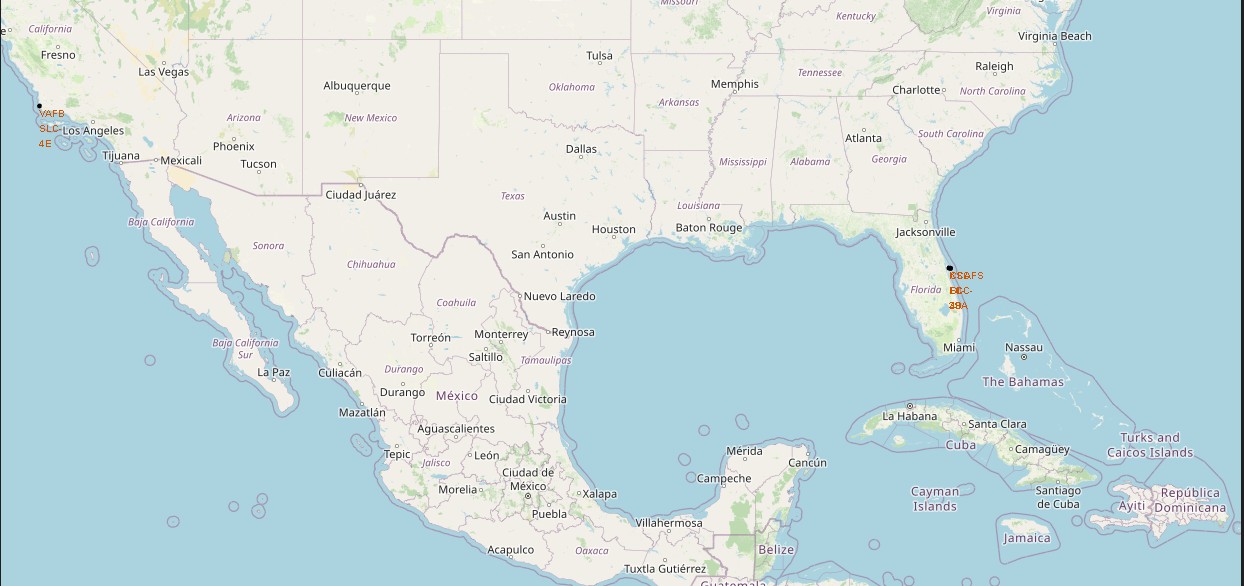 Missouri
California
Kentucky
Virginia
Virginia Beach
Fresno
Tulsa
Las Vegas
Raleigh
Tennessee
Albuquerque
Oklahoma
Memphis
Charlotte
North Carolina
Arkansas
VAFB
SLC-
4E
Los Angeles
Arizona
New Mexico
Atlanta
South Carolina
Phoenix
Dallas
Tijuana
Mexicali
Tucson
Mississippi
Alabama
Georgia
Ciudad Juárez
Texas
Louisiana
Baja California
Austin
Houston
Baton Rouge
Jacksonville
Sonora
San Antonio
Chihuahua
Florida
Coahuila
Nuevo Laredo
Reynosa
Torreón
Monterrey
Baja California
Sur
Saltillo
Tamaulipas
Miami
Nassau
La Paz
Culiacán
Durango
The Bahamas
Durango
México
Ciudad Victoria
Mazatlán
La Habana
Santa Clara
Aguascalientes
Cuba
Camagüey
Turks and
Caicos Islands
Tepic
Jalisco
León
Mérida
Cancún
Ciudad de
México
Campeche
Morelia
Xalapa
Cayman
Islands
Santiago
de Cuba
República
Dominicana
Ayiti
Puebla
Villahermosa
Jamaica
Acapulco
Oaxaca
Belize
Tuxtla Gutiérrez
Guatemala